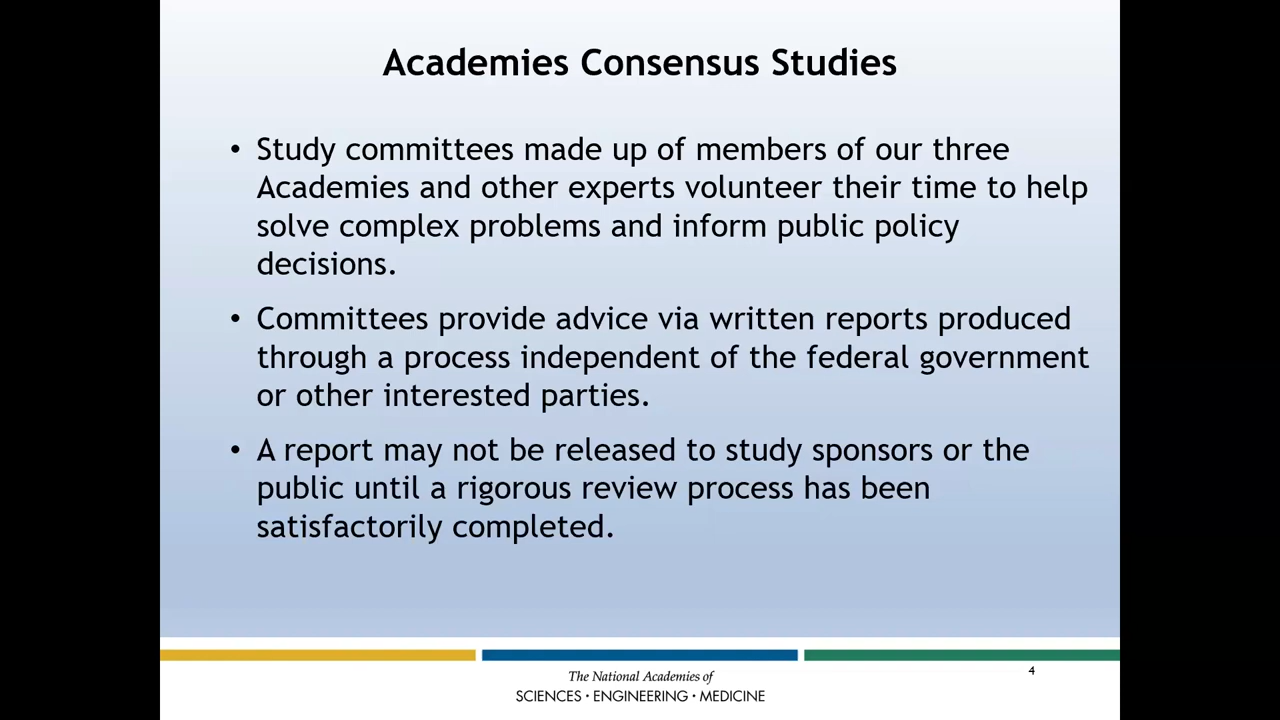 Academies Consensus Studies
• Study committees made up of members of our three
Academies and other experts volunteer their time to help
solve complex problems and inform public policy
decisions.
• Committees provide advice via written reports produced
through a process independent of the federal government
or other interested parties.
• A report may not be released to study sponsors or the
public until a rigorous review process has been
satisfactorily completed.
The National Academies of
SCIENCES · ENGINEERING · MEDICINE
4